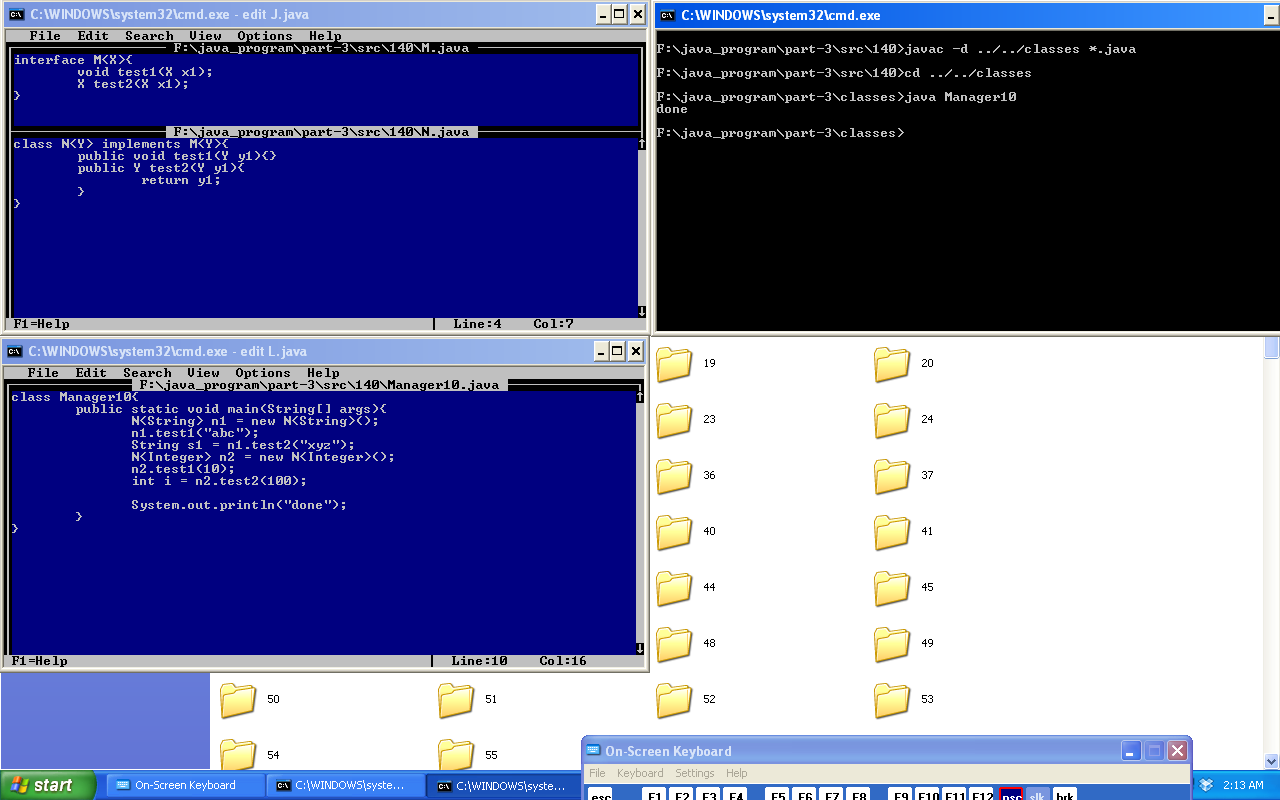 C:\WINDOWS\system32\cmd.exe - edit J.java
File Edit Search View Options Help
F:\java_program\part-3\src\140\M.java
interface M<X>{
void test1(X x1);
X test2(X x1);
}
F:\java_program\part-3\src\140\N.java
class N<Y> implements M<Y>{
public void test1(Y y1){}
public Y test2(Y y1){
return y1;
}
}
F1=Help Line:4 Col:7
C:\WINDOWS\system32\cmd.exe
F:\java_program\part-3\src\140>javac -d ../../classes *.java
F:\java_program\part-3\src\140>cd ../../classes
F:\java_program\part-3\classes>java Manager10
done
F:\java_program\part-3\classes>
C:\WINDOWS\system32\cmd.exe - edit L.java
File Edit Search View Options Help
F:\java_program\part-3\src\140\Manager10.java
class Manager10{
public static void main(String[] args){
N<String> n1 = new N<String>();
n1.test1("abc");
String s1 = n1.test2("xyz");
N<Integer> n2 = new N<Integer>();
n2.test1(10);
int i = n2.test2(100);
System.out.println("done");
}
}
F1=Help Line:10 Col:16
19 20
23 24
36 37
40 41
44 45
48 49
50 51 52 53
54 55
On-Screen Keyboard
File Keyboard Settings Help
esc F1 F2 F3 F4 F5 F6 F7 F8 F9 F10 F11 F12 psc slk brk
start On-Screen Keyboard C:\WINDOWS\syste... C:\WINDOWS\syste... 2:13 AM